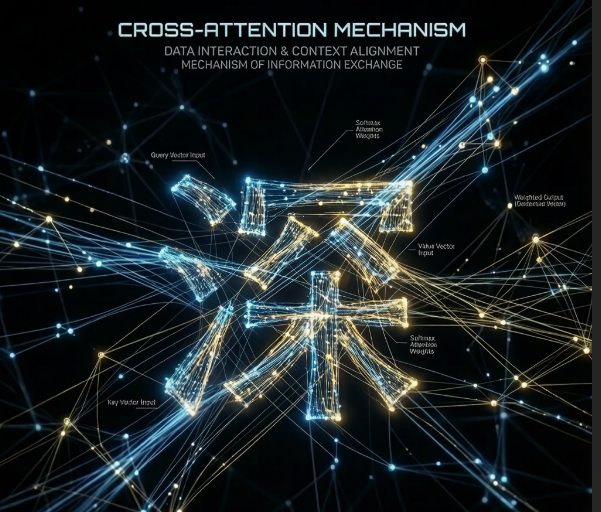 CROSS-ATTENTION MECHANISM
DATA INTERACTION & CONTEXT ALIGNMENT
MECHANISM OF INFORMATION EXCHANGE
Softmax
Attention
Weights
Query Vector Input
Weighted Output
深
Value Vector
Input
Softmax
Attention
Weights
Key Vector Input